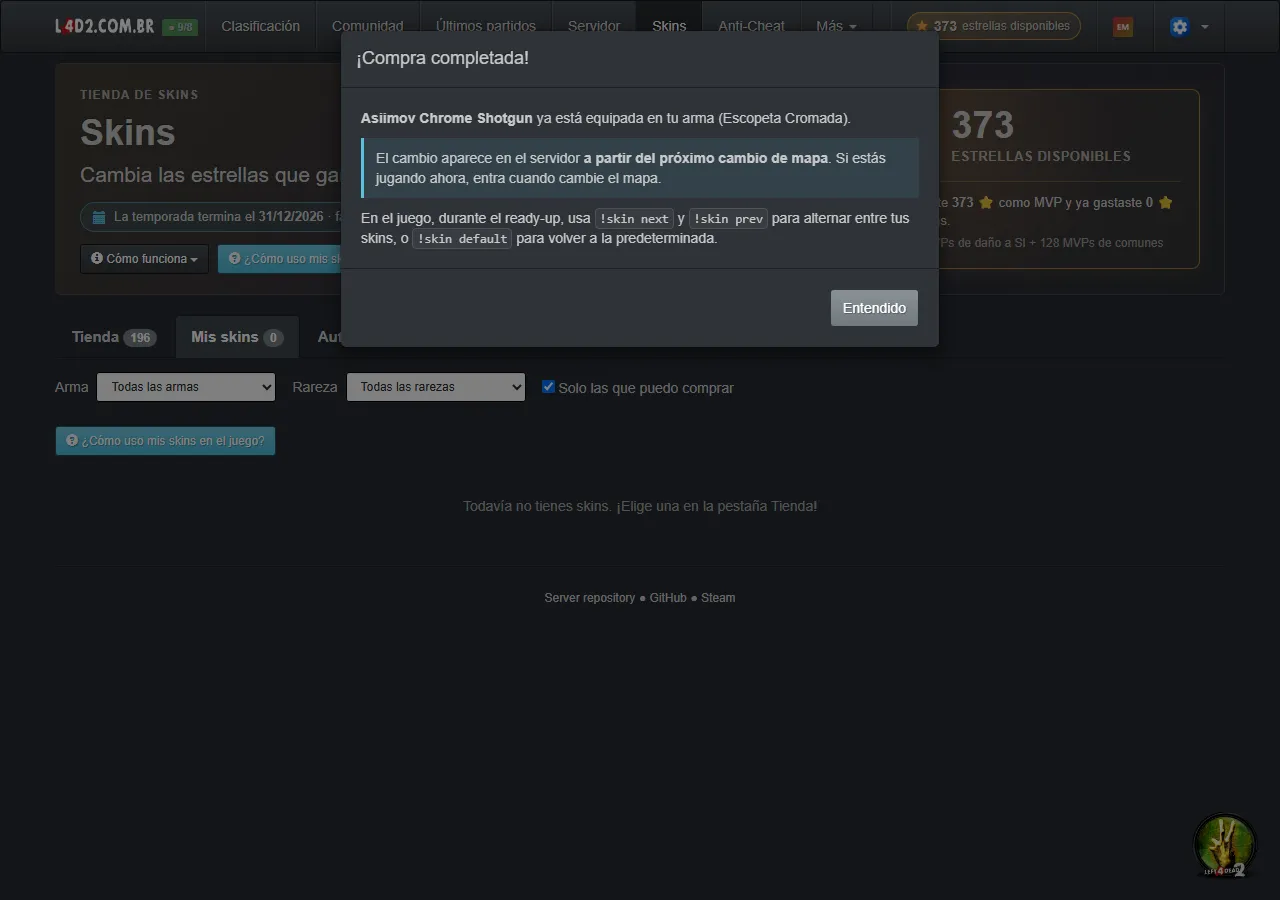 L4D2.COM.BR ● 9/8 Clasificación Comunidad Últimos partidos Servidor Skins Anti-Cheat Más 373 estrellas disponibles EM
¡Compra completada!
Asiimov Chrome Shotgun ya está equipada en tu arma (Escopeta Cromada).
El cambio aparece en el servidor a partir del próximo cambio de mapa. Si estás
jugando ahora, entra cuando cambie el mapa.
En el juego, durante el ready-up, usa !skin next y !skin prev para alternar entre tus
skins, o !skin default para volver a la predeterminada.
Entendido
TIENDA DE SKINS
Skins
Cambia las estrellas que
La temporada termina el 31/12/2026 ·
Cómo funciona
¿Cómo uso mis
373
ESTRELLAS DISPONIBLES
373 como MVP y ya gastaste 0
de daño a SI + 128 MVPs de comunes
Tienda 196 Mis skins 0
Arma Todas las armas Rareza Todas las rarezas Solo las que puedo comprar
¿Cómo uso mis skins en el juego?
Todavía no tienes skins. ¡Elige una en la pestaña Tienda!
Server repository ● GitHub ● Steam
LEFT 4 DEAD 2